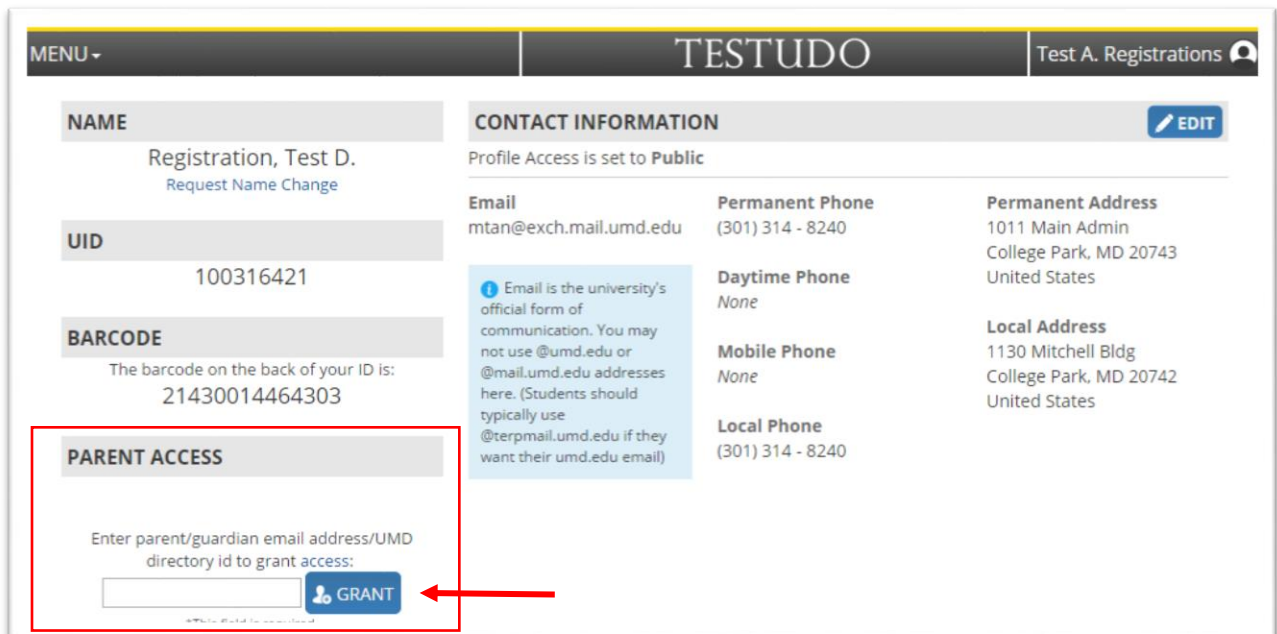 MENU
TESTUDO
Test A. Registrations
NAME
Registration, Test D.
Request Name Change
UID
100316421
BARCODE
The barcode on the back of your ID is:
21430014464303
PARENT ACCESS
Enter parent/guardian email address/UMD
directory id to grant access:
GRANT
*This field is required
CONTACT INFORMATION
EDIT
Profile Access is set to Public
Email
mtan@exch.mail.umd.edu
Email is the university's
official form of
communication. You may
not use @umd.edu or
@mail.umd.edu addresses
here. (Students should
typically use
@terpmail.umd.edu if they
want their umd.edu email)
Permanent Phone
(301) 314 - 8240
Daytime Phone
None
Mobile Phone
None
Local Phone
(301) 314 - 8240
Permanent Address
1011 Main Admin
College Park, MD 20743
United States
Local Address
1130 Mitchell Bldg
College Park, MD 20742
United States